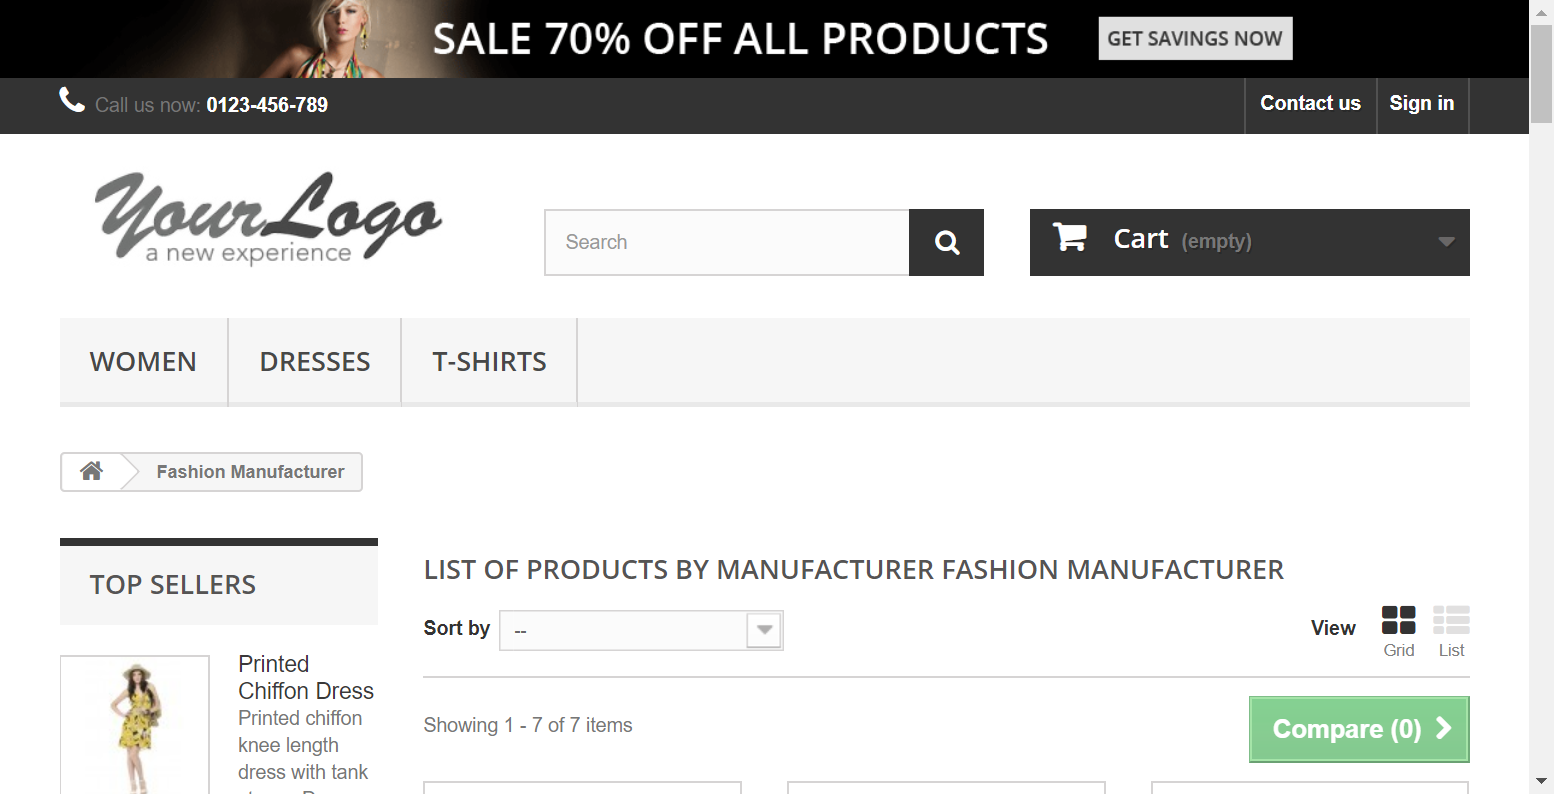 SALE 70% OFF ALL PRODUCTS
GET SAVINGS NOW
Call us now: 0123-456-789
Contact us
Sign in
YourLogo
a new experience
Search
Cart (empty)
WOMEN
DRESSES
T-SHIRTS
Fashion Manufacturer
TOP SELLERS
Printed
Chiffon Dress
Printed chiffon
knee length
dress with tank
LIST OF PRODUCTS BY MANUFACTURER FASHION MANUFACTURER
Sort by
--
View
Grid
List
Showing 1 - 7 of 7 items
Compare (0)